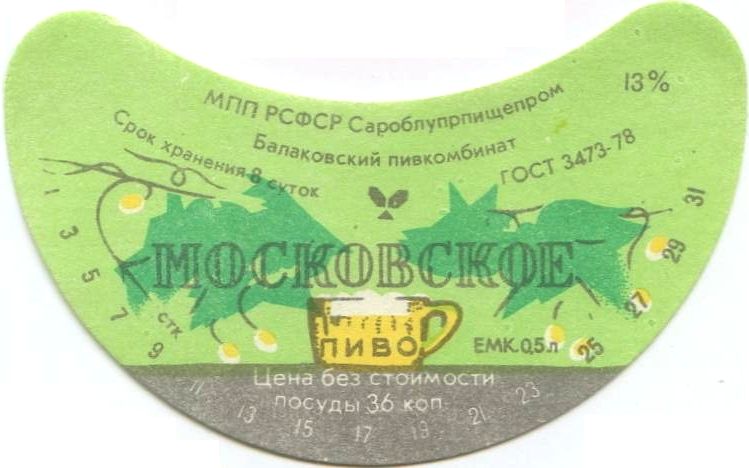 МПП РСФСР Сароблупрпищепром
13%
Балаковский пивкомбинат
Срок хранения 8 суток
ГОСТ 3473-78
МОСКОВСКОЕ
ПИВО
ЕМК.0,5л
Цена без стоимости
посуды 36 коп.
стк
1 3 5 7 9 11 13 15 17 19 21 23 25 27 29 31